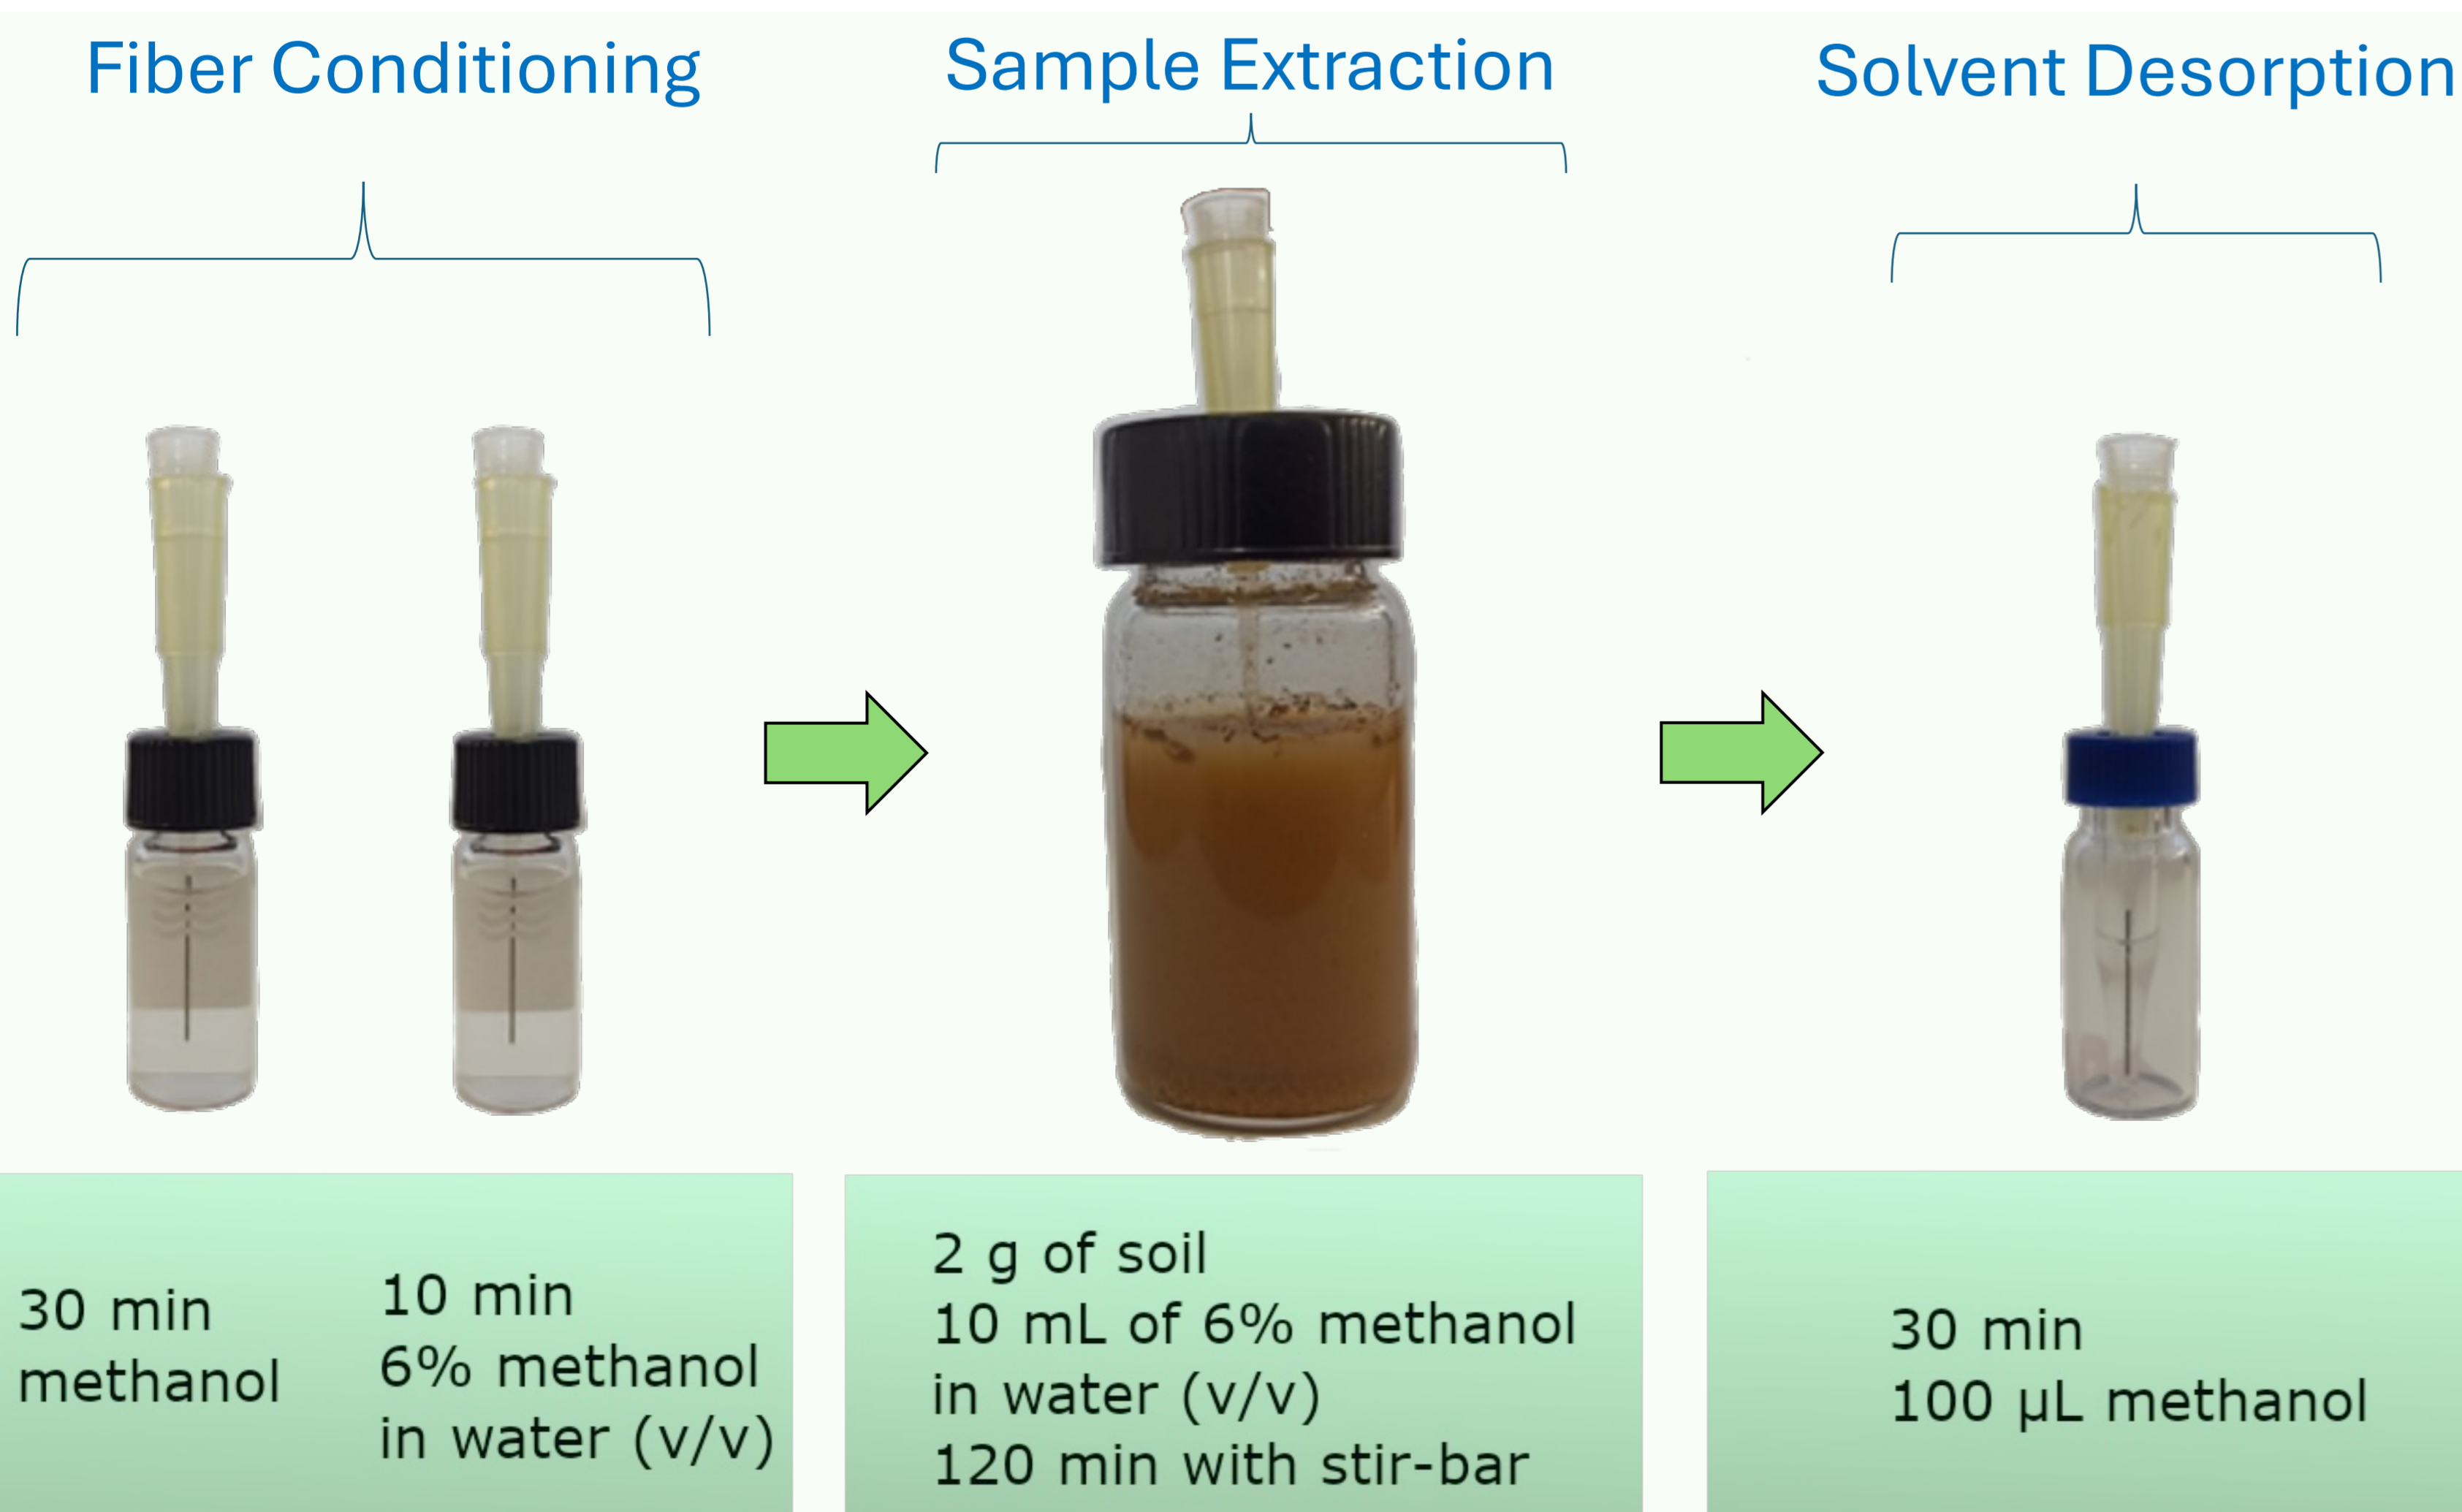 Fiber Conditioning
Sample Extraction
Solvent Desorption
30 min
methanol
10 min
6% methanol
in water (v/v)
2 g of soil
10 mL of 6% methanol
in water (v/v)
120 min with stir-bar
30 min
100 µL methanol